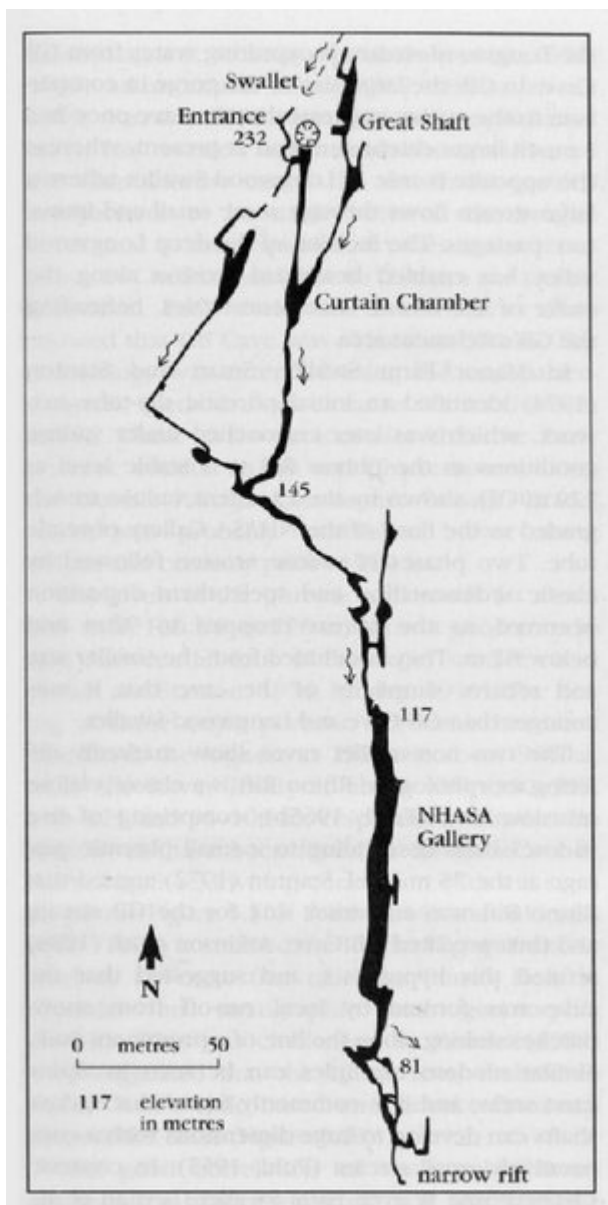 Swallet
Entrance
232
Great Shaft
Curtain Chamber
145
117
NHASA
Gallery
N
0 metres 50
81
117 elevation
in metres
narrow rift